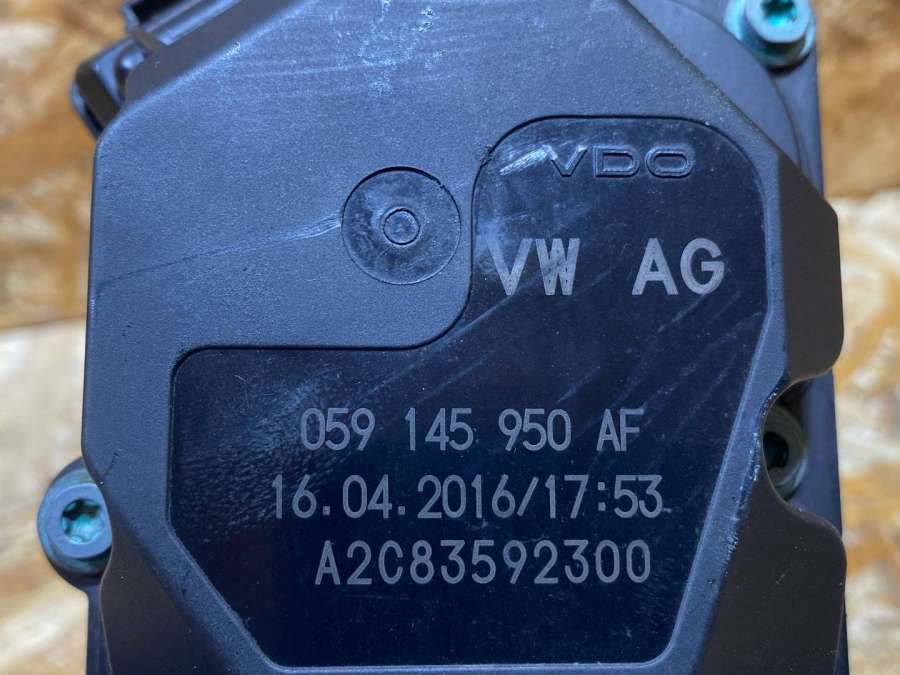 VDO
VW AG
059 145 950 AF
16.04.2016/17:53
A2C83592300